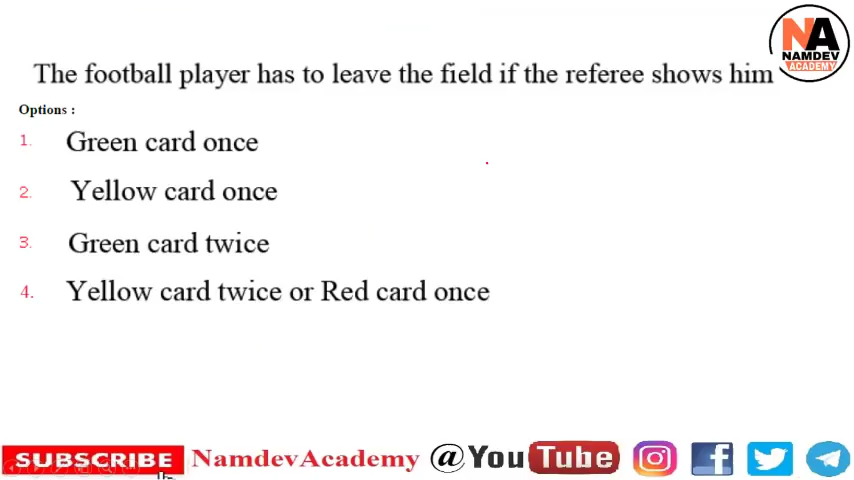 NA
NAMDEV
ACADEMY
The football player has to leave the field if the referee shows him
Options :
1. Green card once
2. Yellow card once
3. Green card twice
4. Yellow card twice or Red card once
SUBSCRIBE NamdevAcademy @YouTube